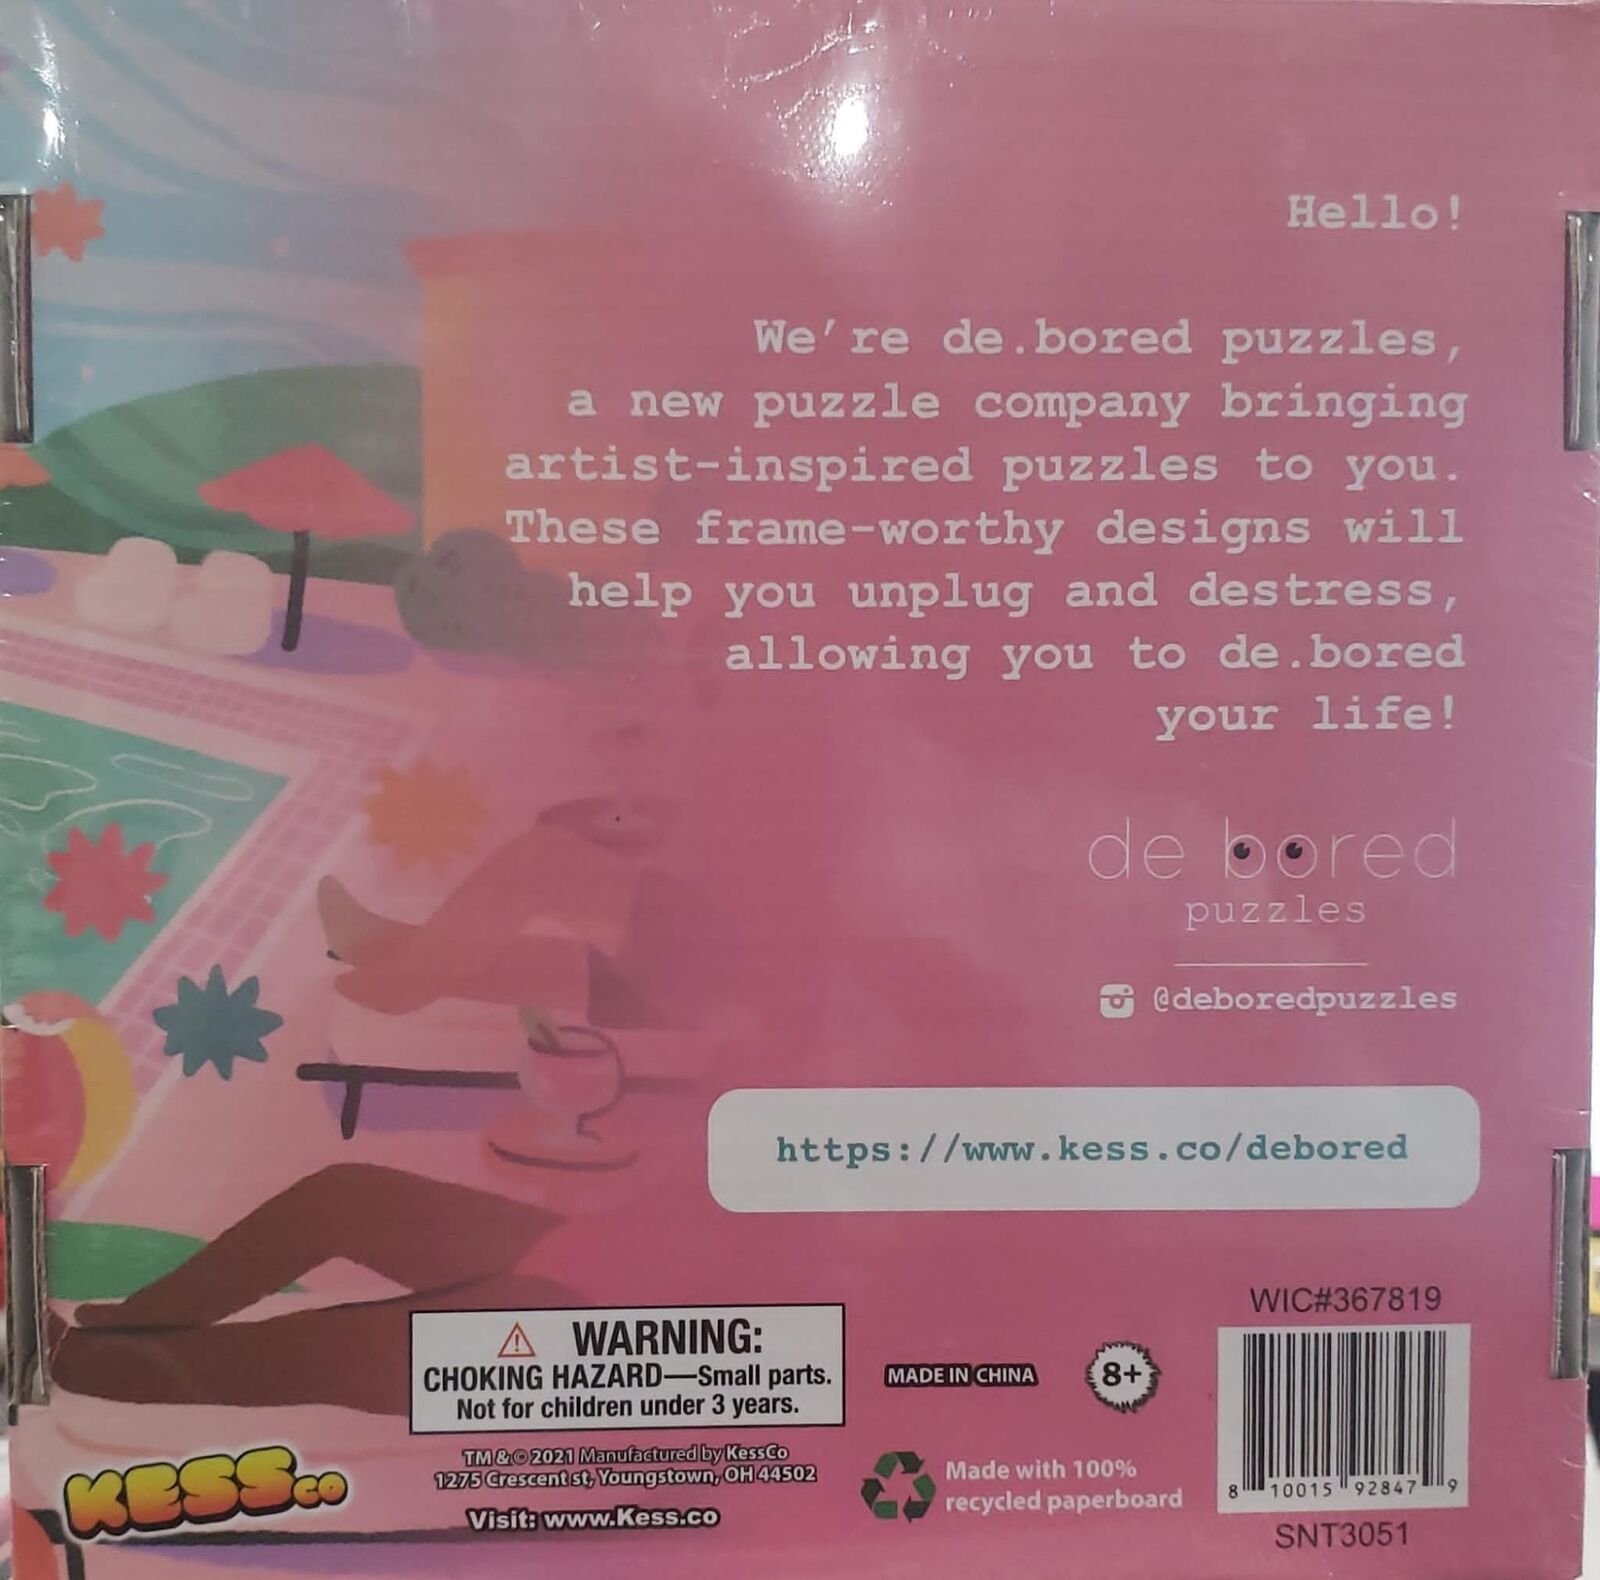 Hello!
We're de.bored puzzles,
a new puzzle company bringing
artist-inspired puzzles to you.
These frame-worthy designs will
help you unplug and destress,
allowing you to de.bored
your life!
de bored
puzzles
@deboredpuzzles
https://www.kess.co/debored
WIC#367819
WARNING:
CHOKING HAZARD—Small parts.
Not for children under 3 years.
MADE IN CHINA
8+
KESS co
TM & © 2021 Manufactured by KessCo
1275 Crescent st, Youngstown, OH 44502
Visit: www.Kess.co
Made with 100%
recycled paperboard
8 10015 92847 9
SNT3051